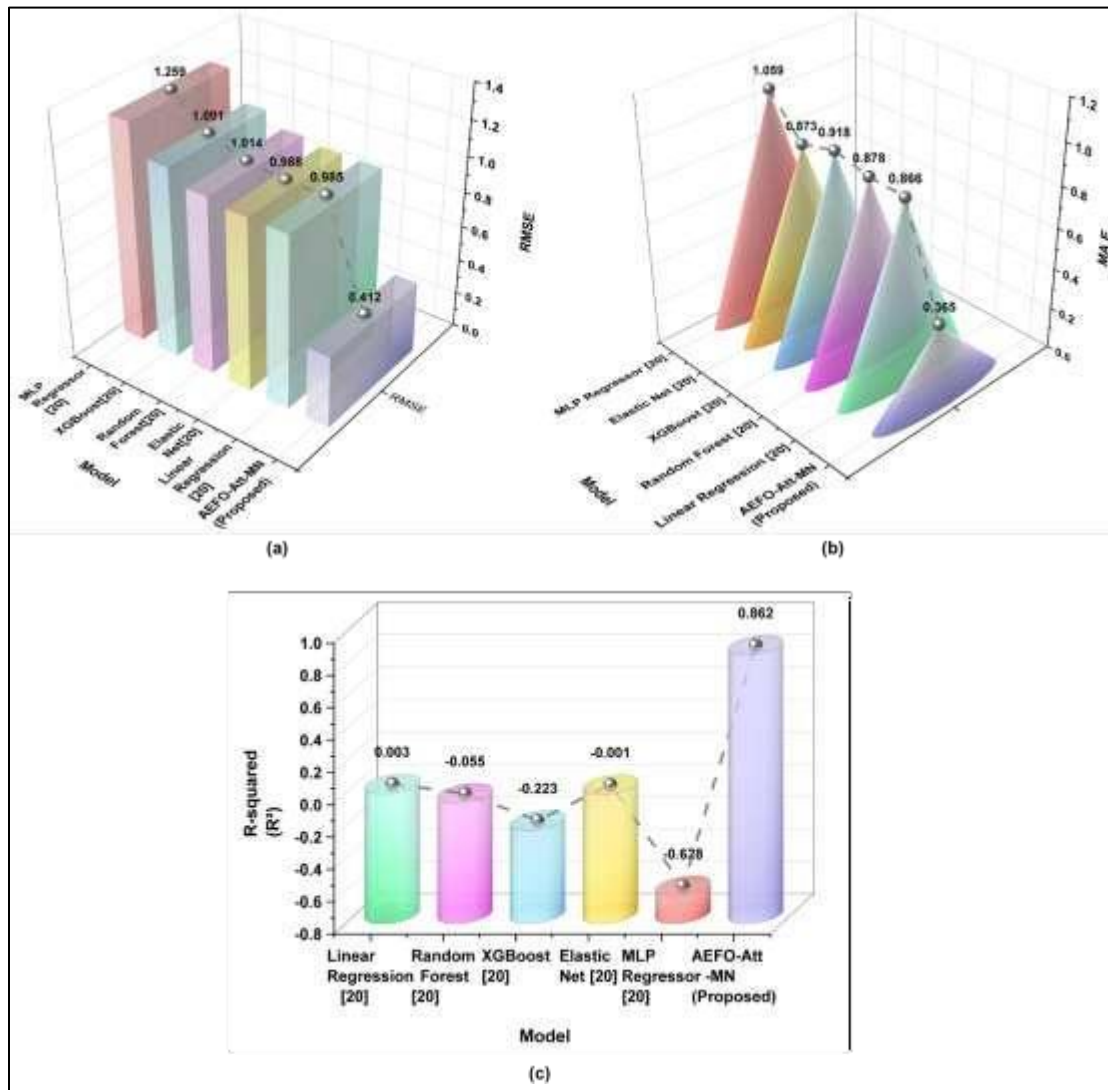 1.259
1.091
1.014
0.988
0.985
0.412
1.4
1.2
1.0
0.8
0.6
0.4
0.2
0.0
RMSE
RMSE
MLP
Regressor
[20]
XGBoost[20]
Random
Forest[20]
Elastic
Net[20]
Linear
Regression
[20]
AEFO-Att-MN
(Proposed)
Model
(a)
1.059
0.873
0.918
0.878
0.866
0.365
1.2
1.0
0.8
0.6
0.4
0.2
MAE
MLP Regressor [20]
Elastic Net [20]
XGBoost [20]
Random Forest [20]
Linear Regression [20]
AEFO-Att-MN
(Proposed)
Model
(b)
1.0
0.8
0.6
0.4
0.2
0.0
-0.2
-0.4
-0.6
-0.8
R-squared
(R²)
0.003
-0.055
-0.223
-0.001
-0.628
0.862
Linear
Regression
[20]
Random
Forest
[20]
XGBoost
[20]
Elastic
Net [20]
MLP
Regressor
[20]
AEFO-Att
-MN
(Proposed)
Model
(c)